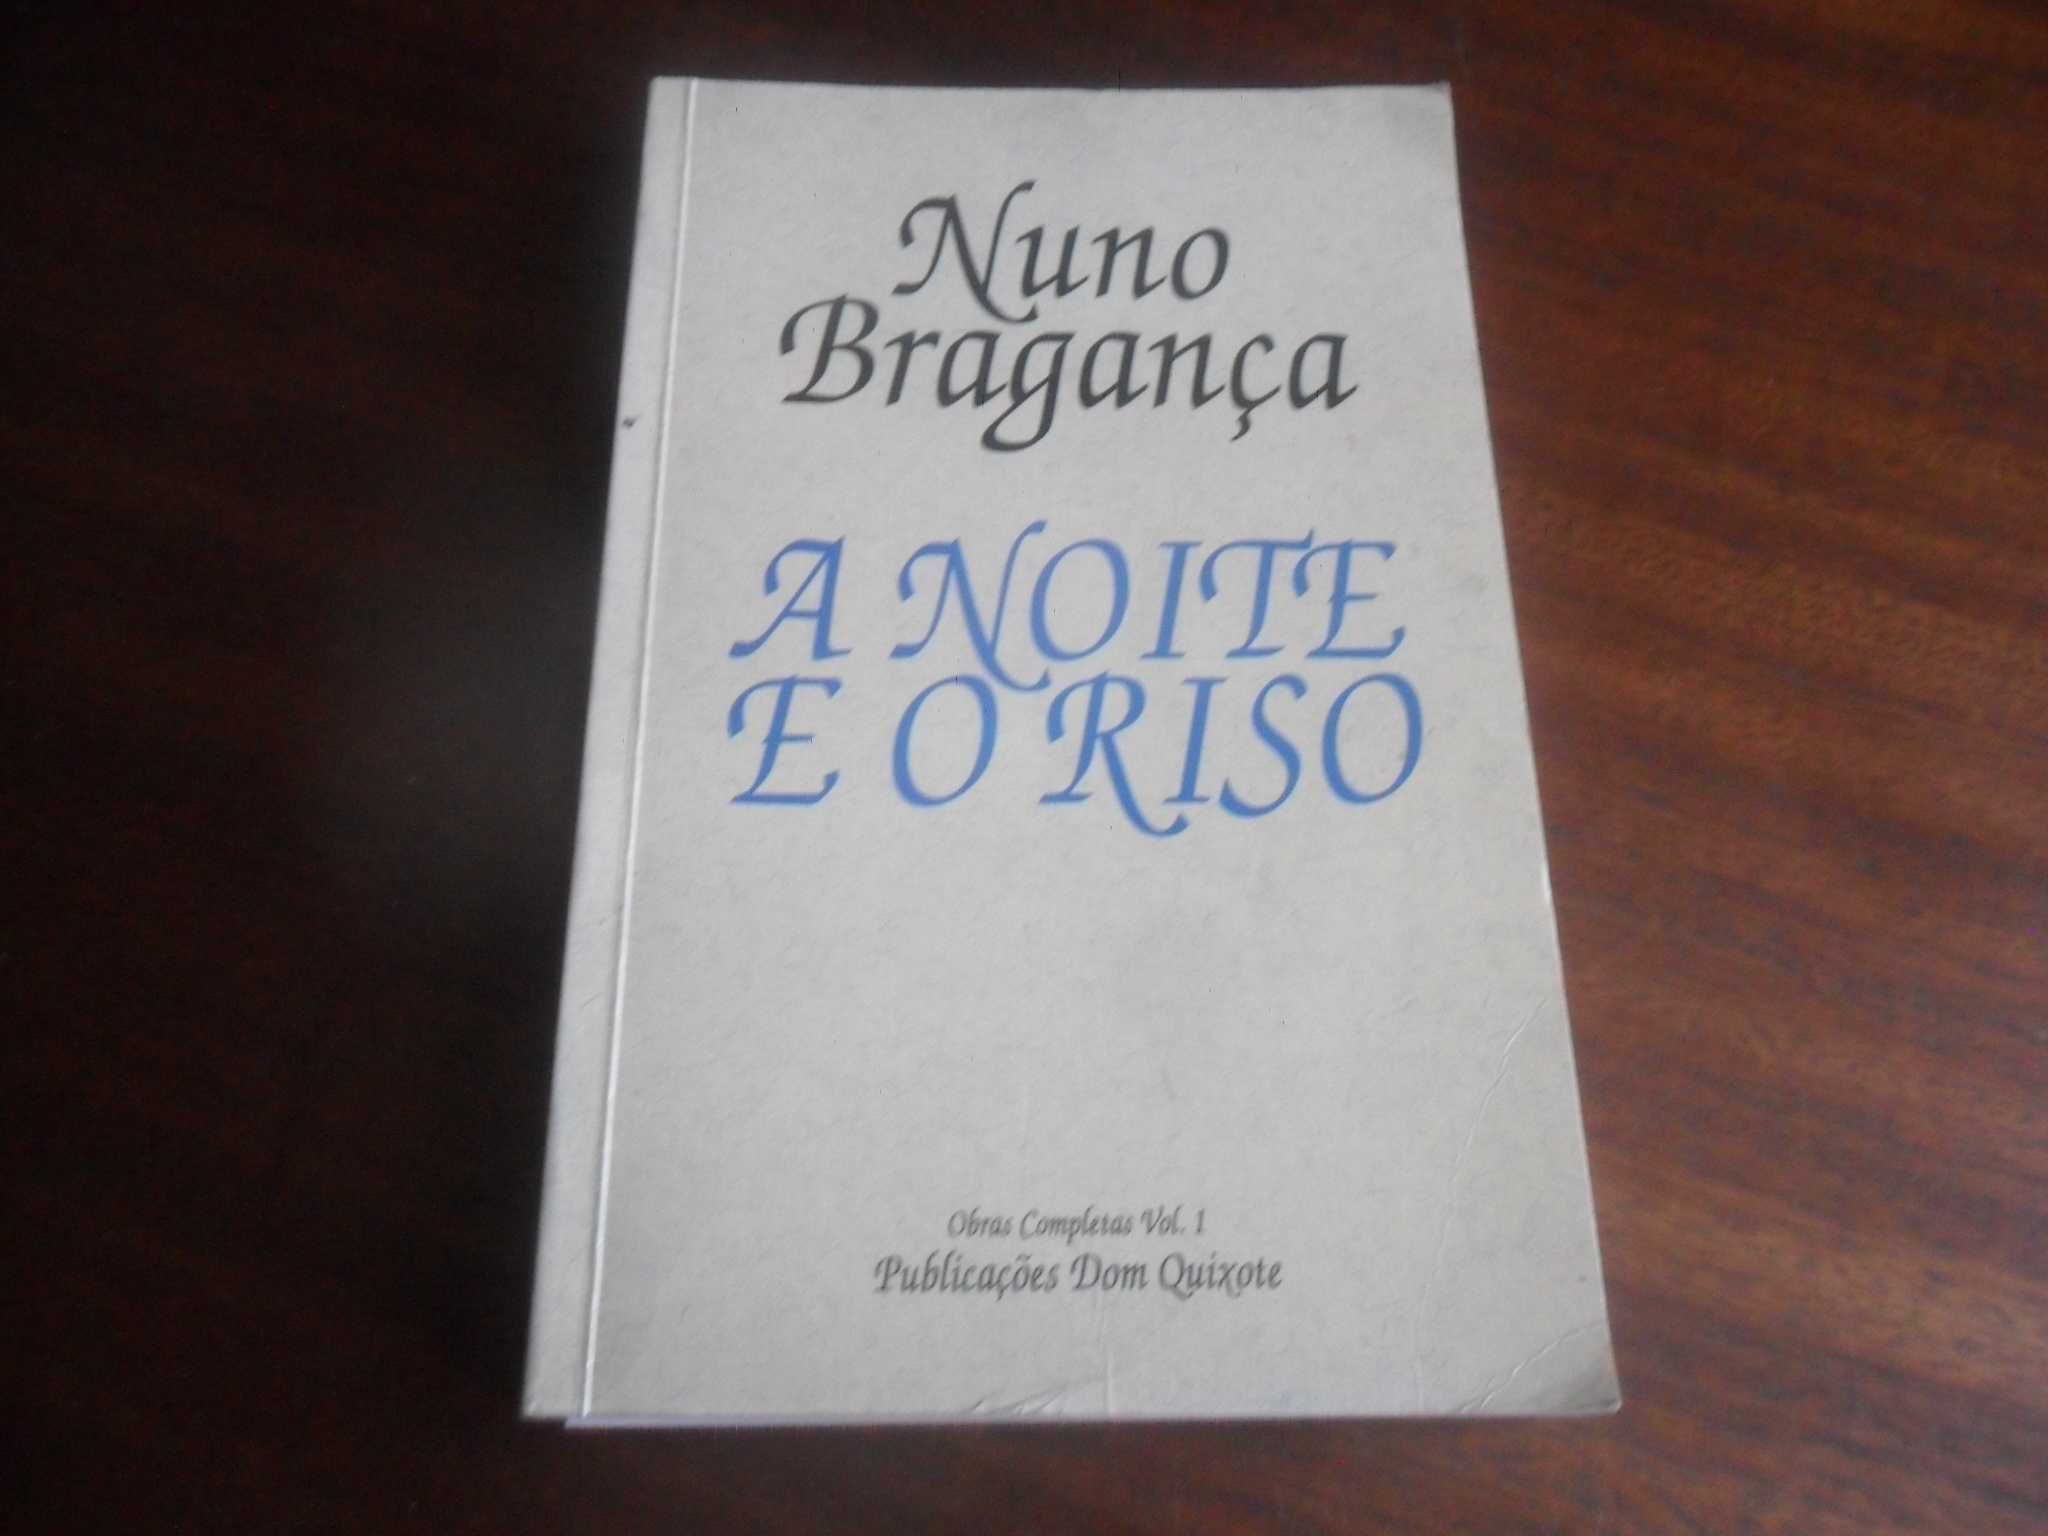 Nuno
Bragança
A NOITE
E O RISO
Obras Completas Vol. 1
Publicações Dom Quixote